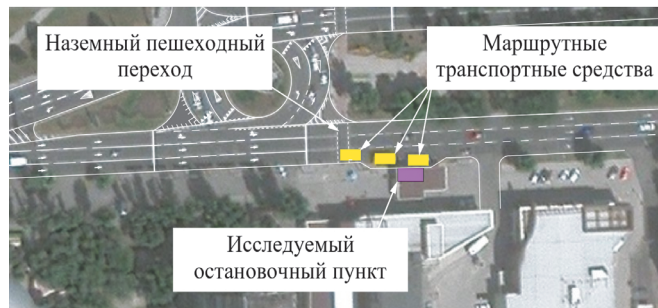 Наземный пешеходный
переход
Маршрутные
транспортные средства
Исследуемый
остановочный пункт